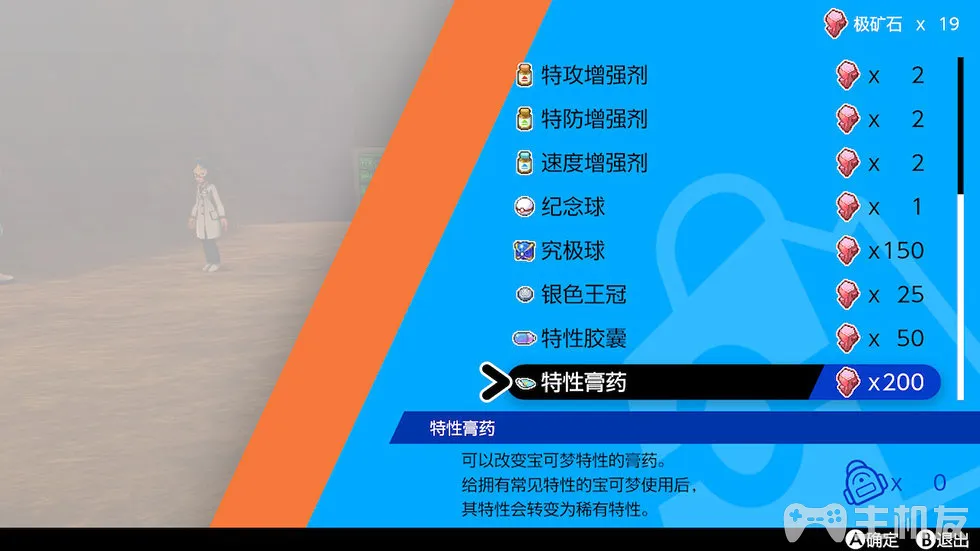 极矿石 x 19
特攻增强剂 x 2
特防增强剂 x 2
速度增强剂 x 2
纪念球 x 1
究极球 x150
银色王冠 x 25
特性胶囊 x 50
特性膏药 x200
特性膏药
可以改变宝可梦特性的膏药。
给拥有常见特性的宝可梦使用后，
其特性会转变为稀有特性。
x 0
手机友
A确定 B退出